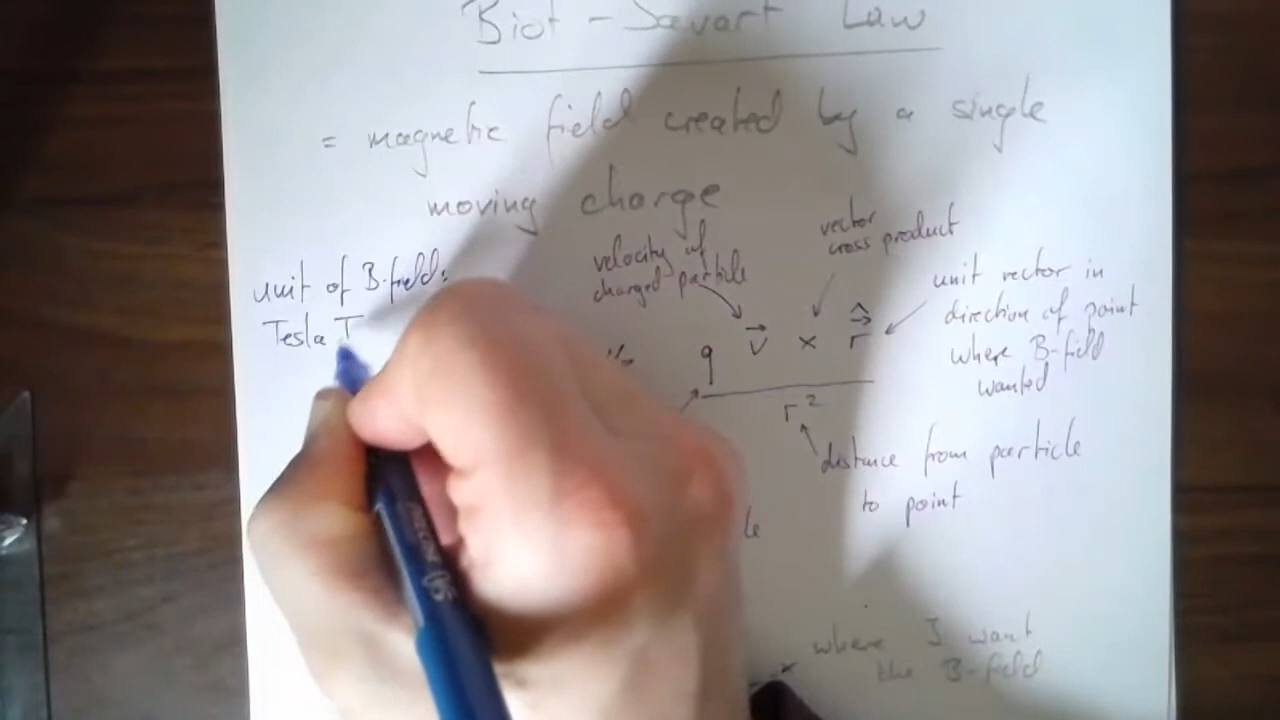 Biot - Savart Law
= magnetic field created by a single
moving charge
unit of B-field:
Tesla T
velocity of
charged particle
vector
cross product
unit vector in
direction of point
where B-field
wanted
q v⃗ × r̂⃗
r²
distance from particle
to point
where I want
the B-field